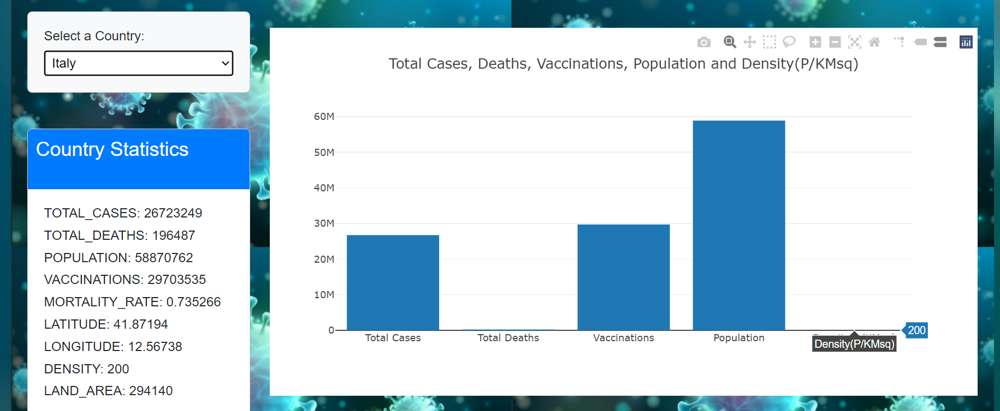 Select a Country:
Italy
Country Statistics
TOTAL_CASES: 26723249
TOTAL_DEATHS: 196487
POPULATION: 58870762
VACCINATIONS: 29703535
MORTALITY_RATE: 0.735266
LATITUDE: 41.87194
LONGITUDE: 12.56738
DENSITY: 200
LAND_AREA: 294140
Total Cases, Deaths, Vaccinations, Population and Density(P/KMsq)
60M
50M
40M
30M
20M
10M
0
Total Cases
Total Deaths
Vaccinations
Population
Density(P/KMsq)
200